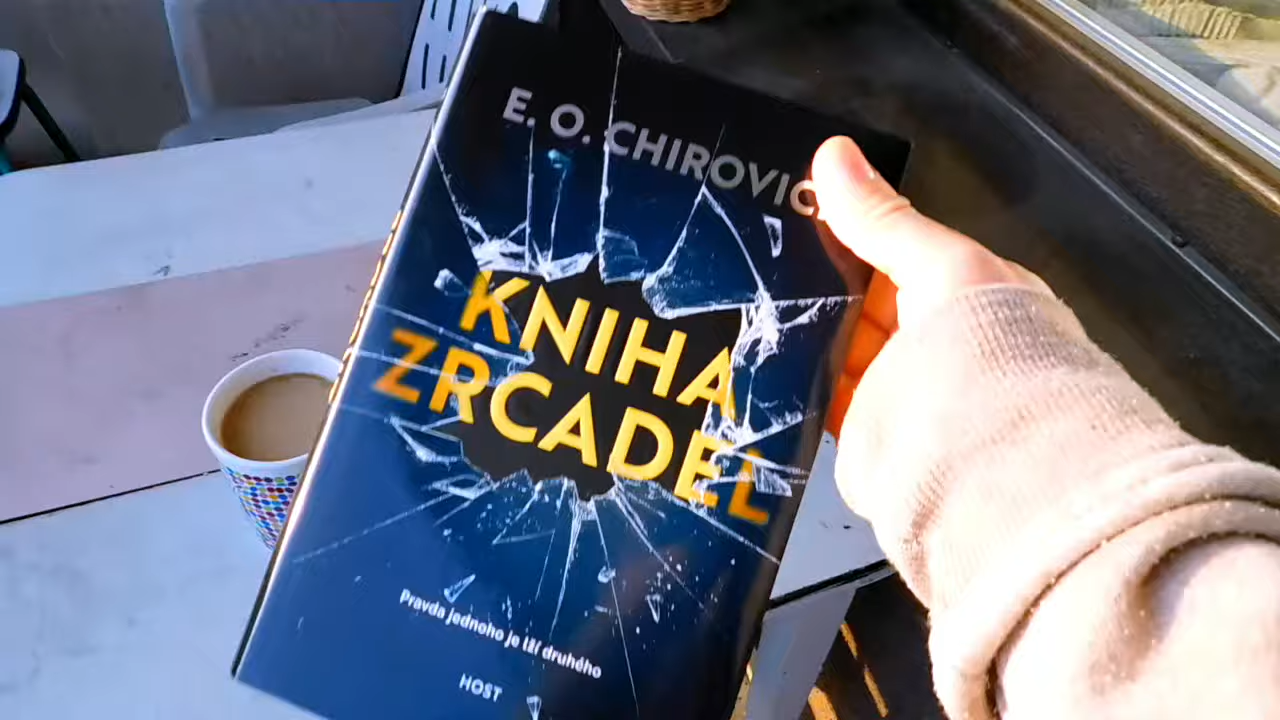 E. O. CHIROVICI
KNIHA
ZRCADEL
Pravda jednoho je lží druhého
HOST